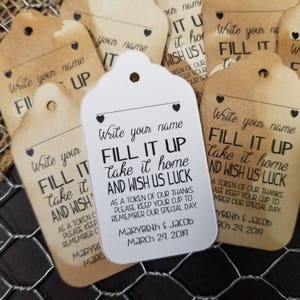 Write your name
FILL IT UP
take it home
AND WISH US LUCK
AS A TOKEN OF OUR THANKS
PLEASE KEEP YOUR CUP TO
REMEMBER OUR SPECIAL DAY.
MaryBeth & Jacob
March 29, 2019